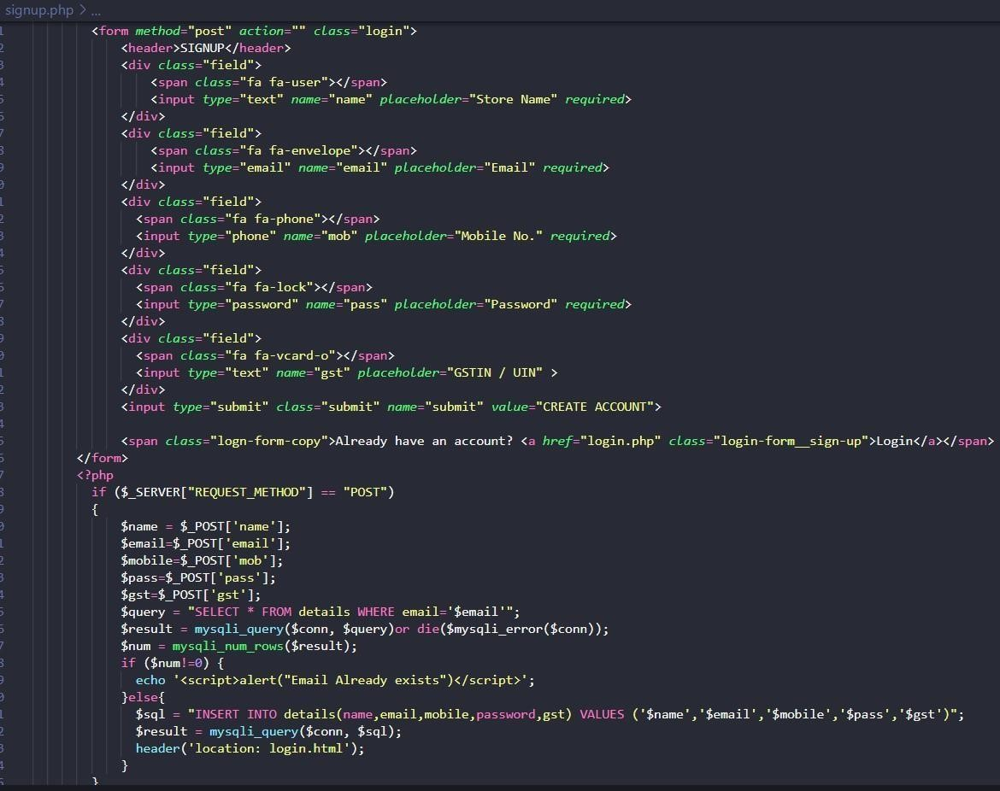 signup.php > ...
<form method="post" action="" class="login">
<header>SIGNUP</header>
<div class="field">
<span class="fa fa-user"></span>
<input type="text" name="name" placeholder="Store Name" required>
</div>
<div class="field">
<span class="fa fa-envelope"></span>
<input type="email" name="email" placeholder="Email" required>
</div>
<div class="field">
<span class="fa fa-phone"></span>
<input type="phone" name="mob" placeholder="Mobile No." required>
</div>
<div class="field">
<span class="fa fa-lock"></span>
<input type="password" name="pass" placeholder="Password" required>
</div>
<div class="field">
<span class="fa fa-vcard-o"></span>
<input type="text" name="gst" placeholder="GSTIN / UIN" >
</div>
<input type="submit" class="submit" name="submit" value="CREATE ACCOUNT">
<span class="logn-form-copy">Already have an account? <a href="login.php" class="login-form__sign-up">Login</a></span>
</form>
<?php
if ($_SERVER["REQUEST_METHOD"] == "POST")
{
$name = $_POST['name'];
$email=$_POST['email'];
$mobile=$_POST['mob'];
$pass=$_POST['pass'];
$gst=$_POST['gst'];
$query = "SELECT * FROM details WHERE email='$email'";
$result = mysqli_query($conn, $query)or die($mysqli_error($conn));
$num = mysqli_num_rows($result);
if ($num!=0) {
echo '<script>alert("Email Already exists")</script>';
}else{
$sql = "INSERT INTO details(name,email,mobile,password,gst) VALUES ('$name','$email','$mobile','$pass','$gst')";
$result = mysqli_query($conn, $sql);
header('location: login.html');
}
}